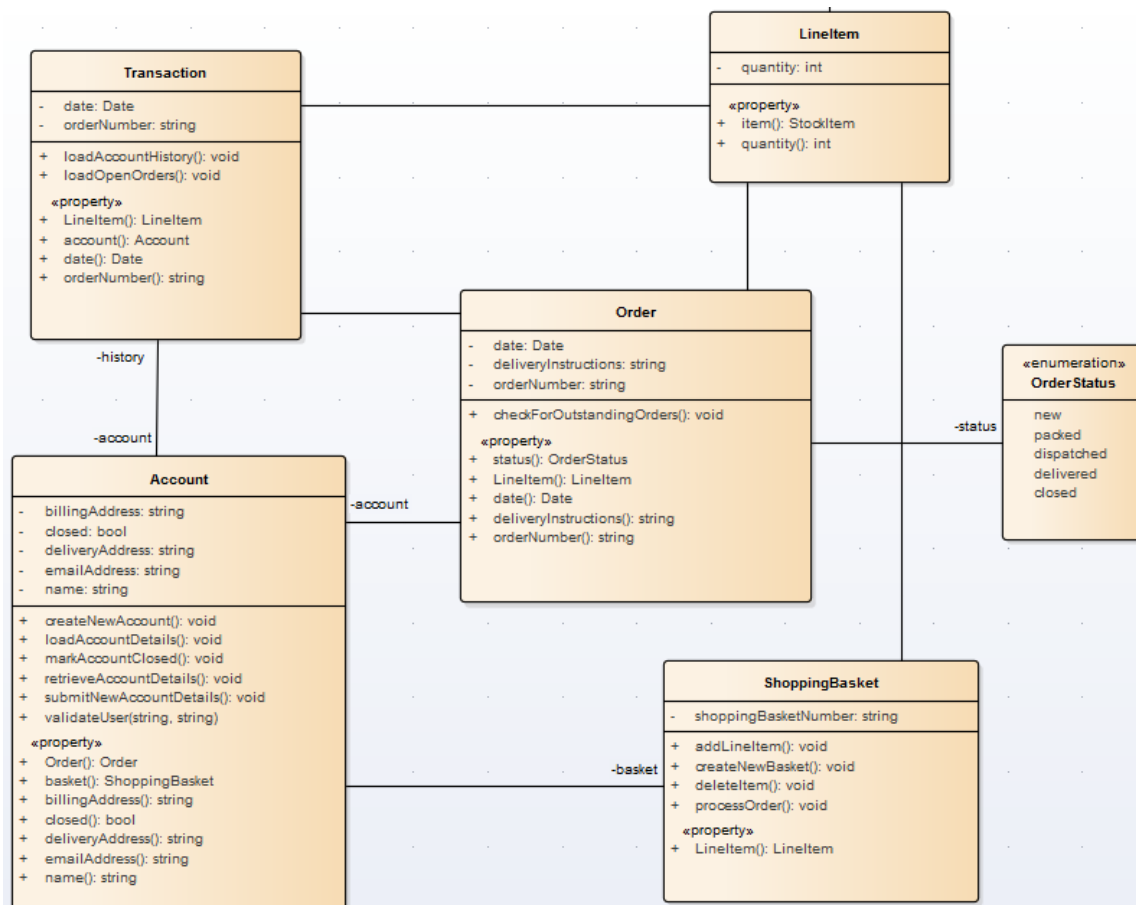 Transaction
- date: Date
- orderNumber: string
+ loadAccountHistory(): void
+ loadOpenOrders(): void
«property»
+ LineItem(): LineItem
+ account(): Account
+ date(): Date
+ orderNumber(): string
LineItem
- quantity: int
«property»
+ item(): StockItem
+ quantity(): int
-history
-account
Order
- date: Date
- deliveryInstructions: string
- orderNumber: string
+ checkForOutstandingOrders(): void
«property»
+ status(): OrderStatus
+ LineItem(): LineItem
+ date(): Date
+ deliveryInstructions(): string
+ orderNumber(): string
-status
«enumeration»
OrderStatus
new
packed
dispatched
delivered
closed
Account
- billingAddress: string
- closed: bool
- deliveryAddress: string
- emailAddress: string
- name: string
+ createNewAccount(): void
+ loadAccountDetails(): void
+ markAccountClosed(): void
+ retrieveAccountDetails(): void
+ submitNewAccountDetails(): void
+ validateUser(string, string)
«property»
+ Order(): Order
+ basket(): ShoppingBasket
+ billingAddress(): string
+ closed(): bool
+ deliveryAddress(): string
+ emailAddress(): string
+ name(): string
-account
-basket
ShoppingBasket
- shoppingBasketNumber: string
+ addLineItem(): void
+ createNewBasket(): void
+ deleteItem(): void
+ processOrder(): void
«property»
+ LineItem(): LineItem